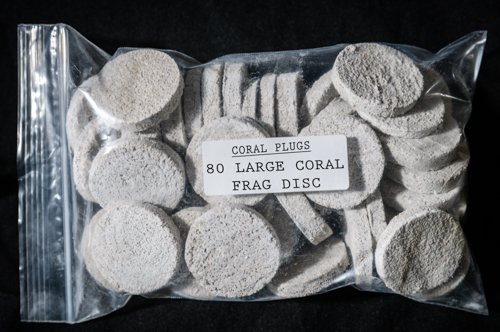 CORAL PLUGS
80 LARGE CORAL
FRAG DISC